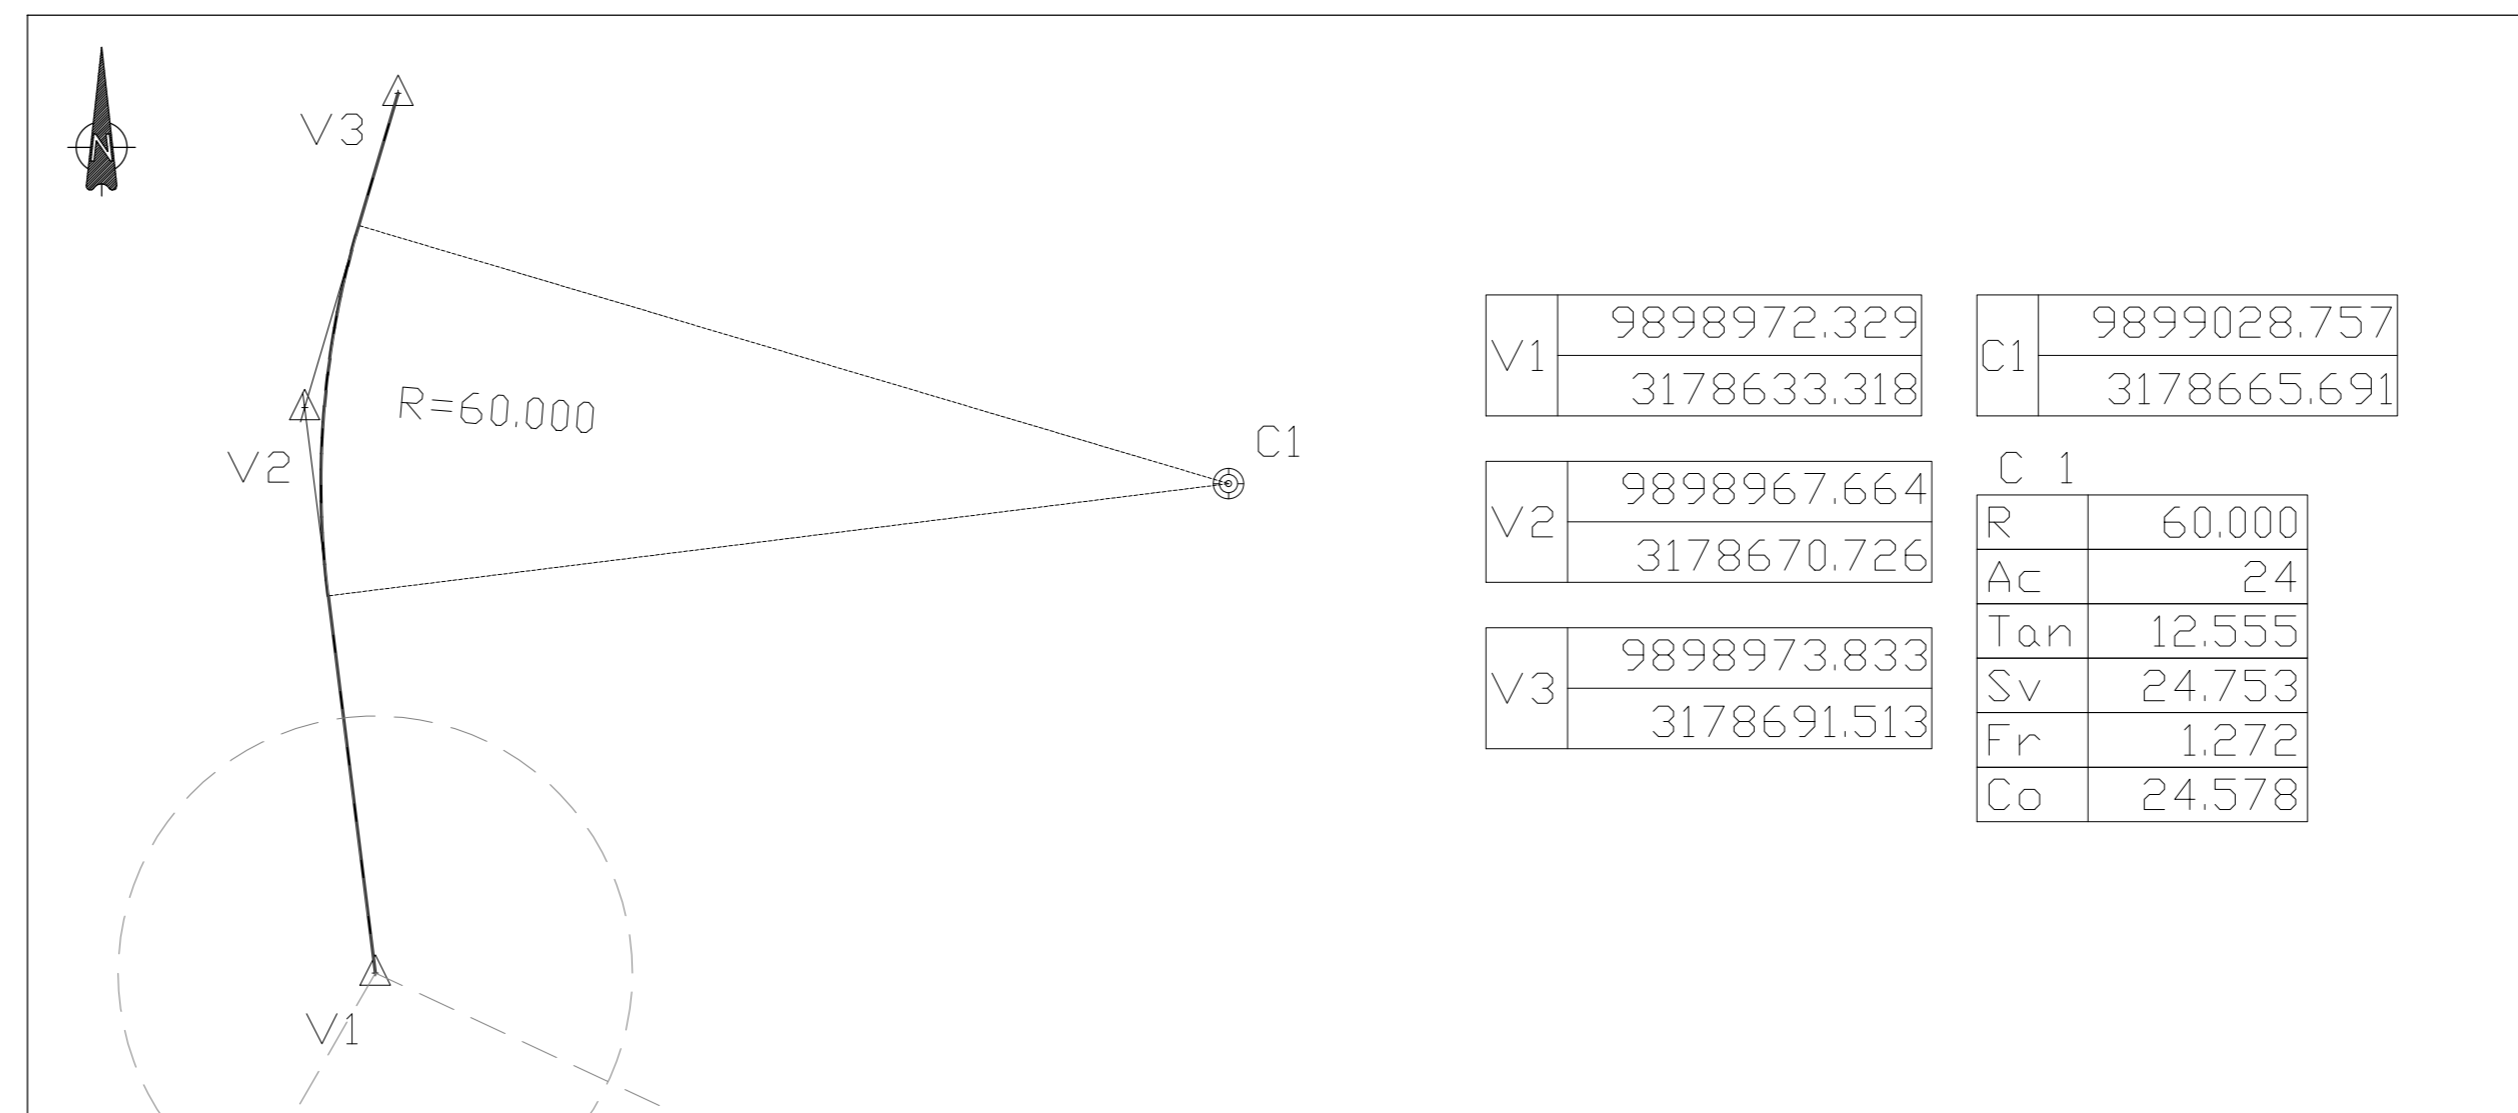 N
V3
V2
R=60.000
C1
V1
V1 9898972.329
3178633.318
C1 9899028.757
3178665.691
V2 9898967.664
3178670.726
V3 9898973.833
3178691.513
C 1
R 60.000
Ac 24
Tan 12.555
Sv 24.753
Fr 1.272
Co 24.578